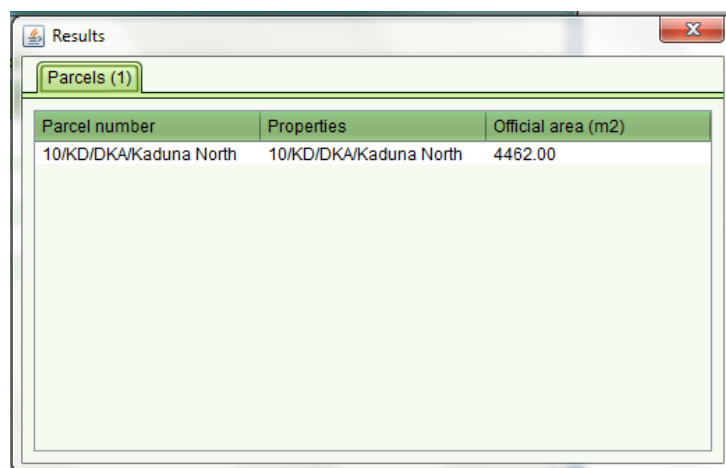 Results
Parcels (1)
Parcel number Properties Official area (m2)
10/KD/DKA/Kaduna North 10/KD/DKA/Kaduna North 4462.00